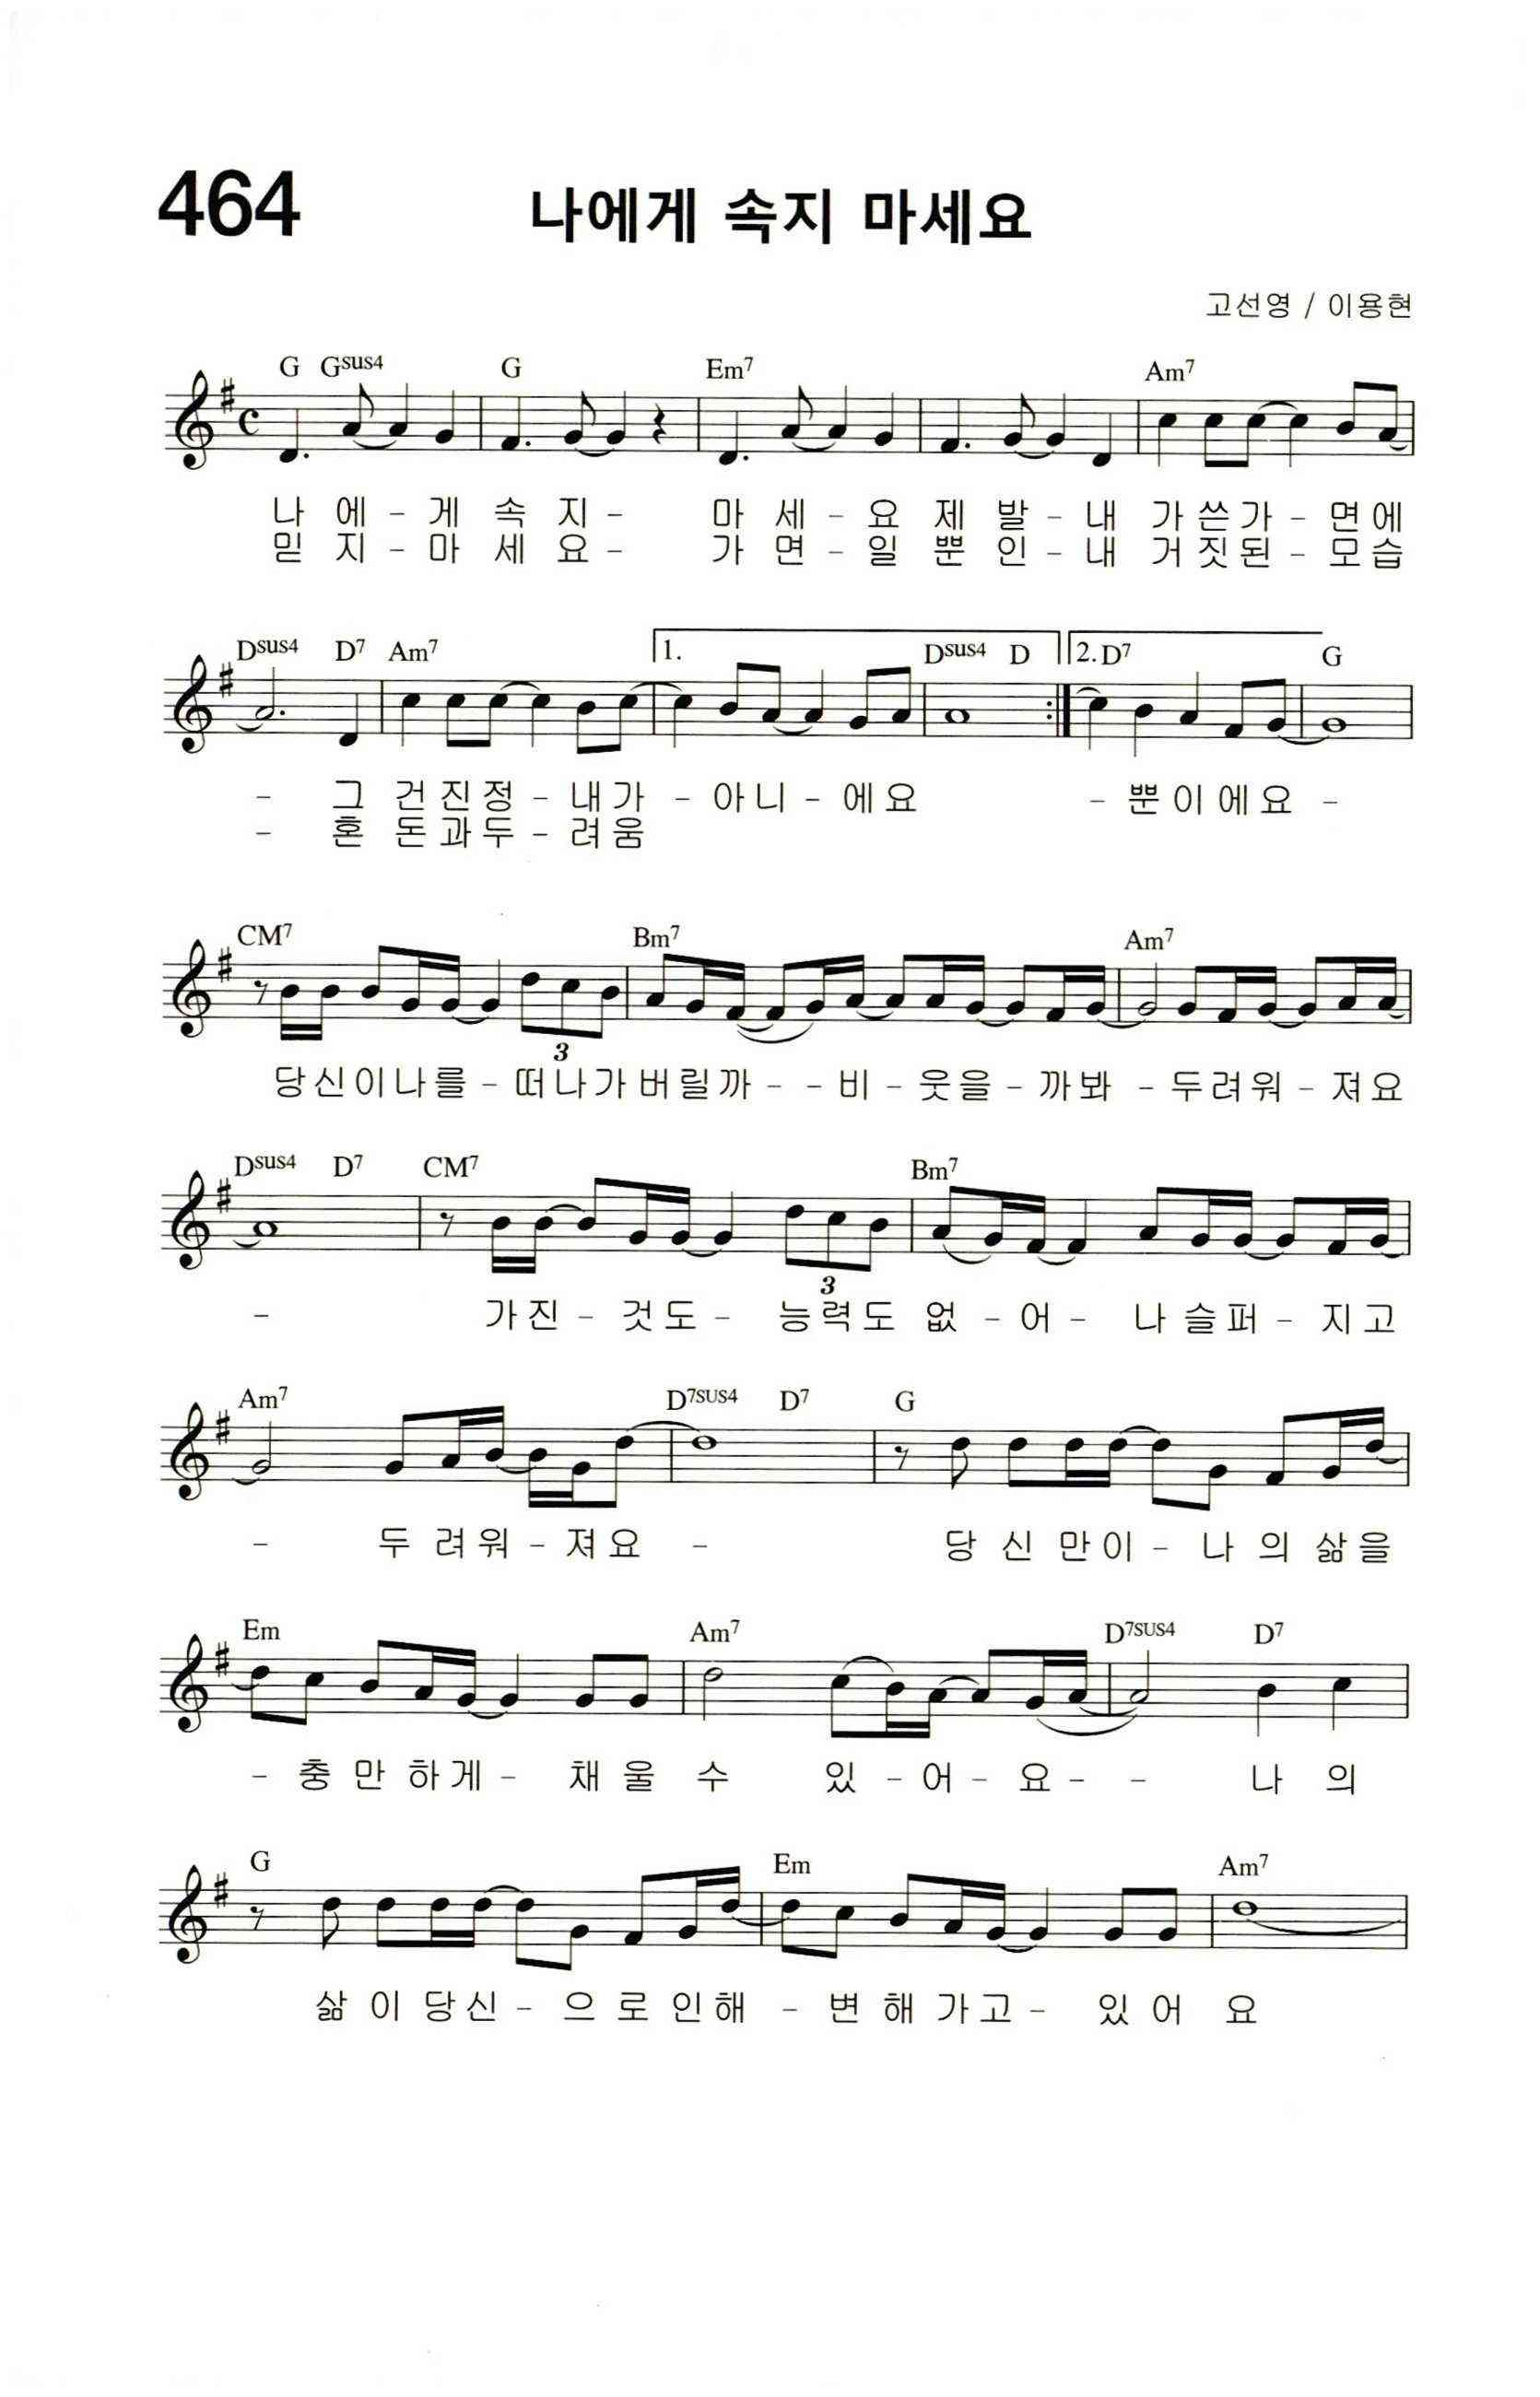 464 나에게 속지 마세요
고선영 / 이용현
G Gsus4 G Em7 Am7
나 에 - 게 속 지 - 마 세 - 요 제 발 - 내 가 쓴 가 - 면 에
믿 지 - 마 세 요 - 가 면 - 일 뿐 인 - 내 거 짓 된 - 모 습
Dsus4 D7 Am7 1. Dsus4 D 2. D7 G
- 그 건 진 정 - 내 가 - 아 니 - 에 요 - 뿐 이 에 요 -
- 혼 돈 과 두 - 려 움
CM7 Bm7 Am7
3
당 신 이 나 를 - 떠 나 가 버 릴 까 - - 비 - 웃 을 - 까 봐 - 두 려 워 - 져 요
Dsus4 D7 CM7 Bm7
3
- 가 진 - 것 도 - 능 력 도 없 - 어 - 나 슬 퍼 - 지 고
Am7 D7sus4 D7 G
- 두 려 워 - 져 요 - 당 신 만 이 - 나 의 삶 을
Em Am7 D7sus4 D7
- 충 만 하 게 - 채 울 수 있 - 어 - 요 - - 나 의
G Em Am7
삶 이 당 신 - 으 로 인 해 - 변 해 가 고 - 있 어 요